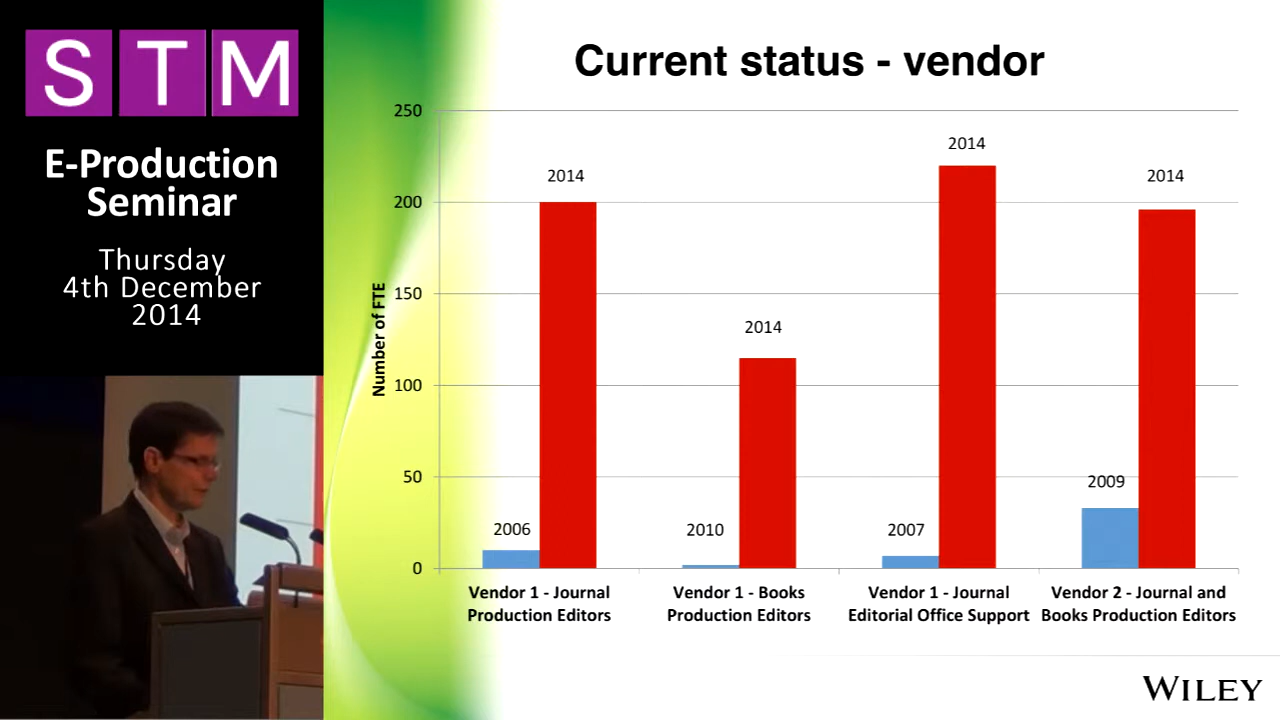 STM
E-Production
Seminar
Thursday
4th December
2014
Current status - vendor
Number of FTE
250
200
150
100
50
0
2006
2014
2010
2014
2007
2014
2009
2014
Vendor 1 - Journal
Production Editors
Vendor 1 - Books
Production Editors
Vendor 1 - Journal
Editorial Office Support
Vendor 2 - Journal and
Books Production Editors
WILEY